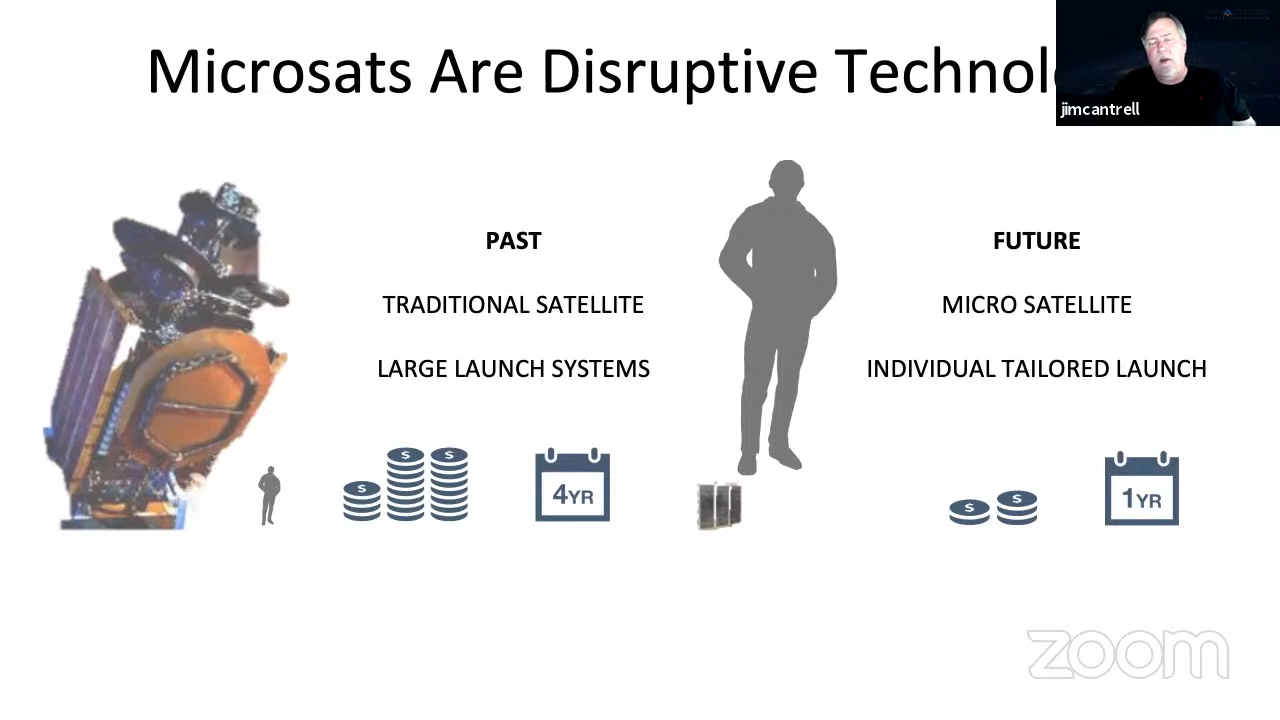 Microsats Are Disruptive Technol
jimcantrell
PAST
TRADITIONAL SATELLITE
LARGE LAUNCH SYSTEMS
$ $ $
4YR
FUTURE
MICRO SATELLITE
INDIVIDUAL TAILORED LAUNCH
$ $
1YR
zoom